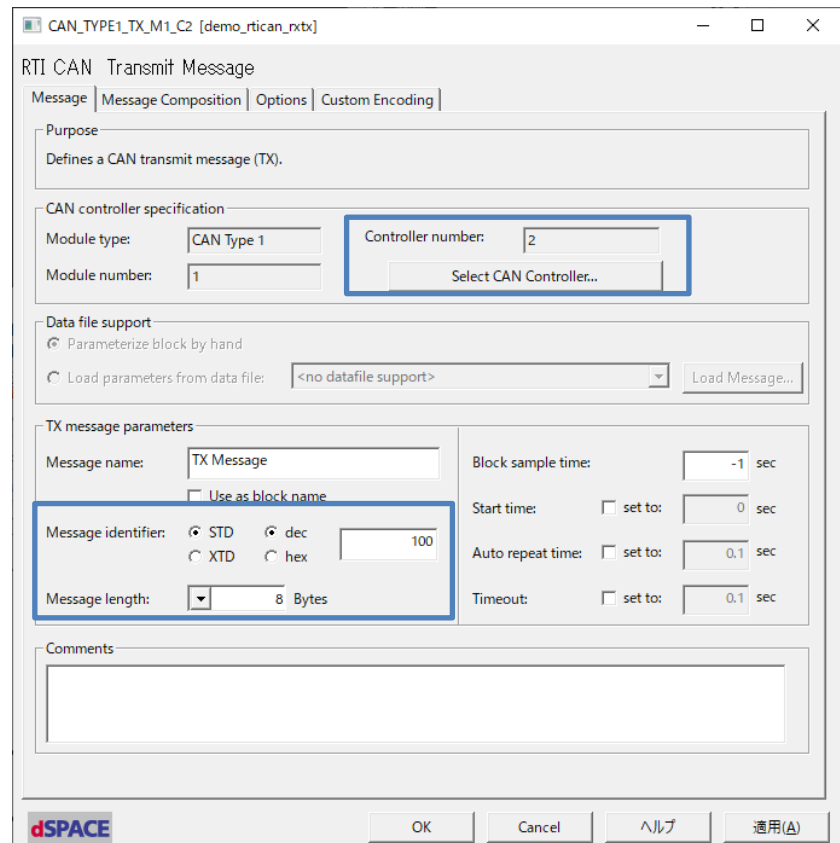 CAN_TYPE1_TX_M1_C2 [demo_rtican_rxtx]
RTI CAN Transmit Message
Message Message Composition Options Custom Encoding
Purpose
Defines a CAN transmit message (TX).
CAN controller specification
Module type: CAN Type 1 Controller number: 2
Module number: 1 Select CAN Controller...
Data file support
Parameterize block by hand
Load parameters from data file: <no datafile support> Load Message...
TX message parameters
Message name: TX Message Block sample time: -1 sec
Use as block name
Start time: set to: 0 sec
Message identifier: STD dec 100
XTD hex
Auto repeat time: set to: 0.1 sec
Message length: 8 Bytes Timeout: set to: 0.1 sec
Comments
dSPACE OK Cancel ヘルプ 適用(A)